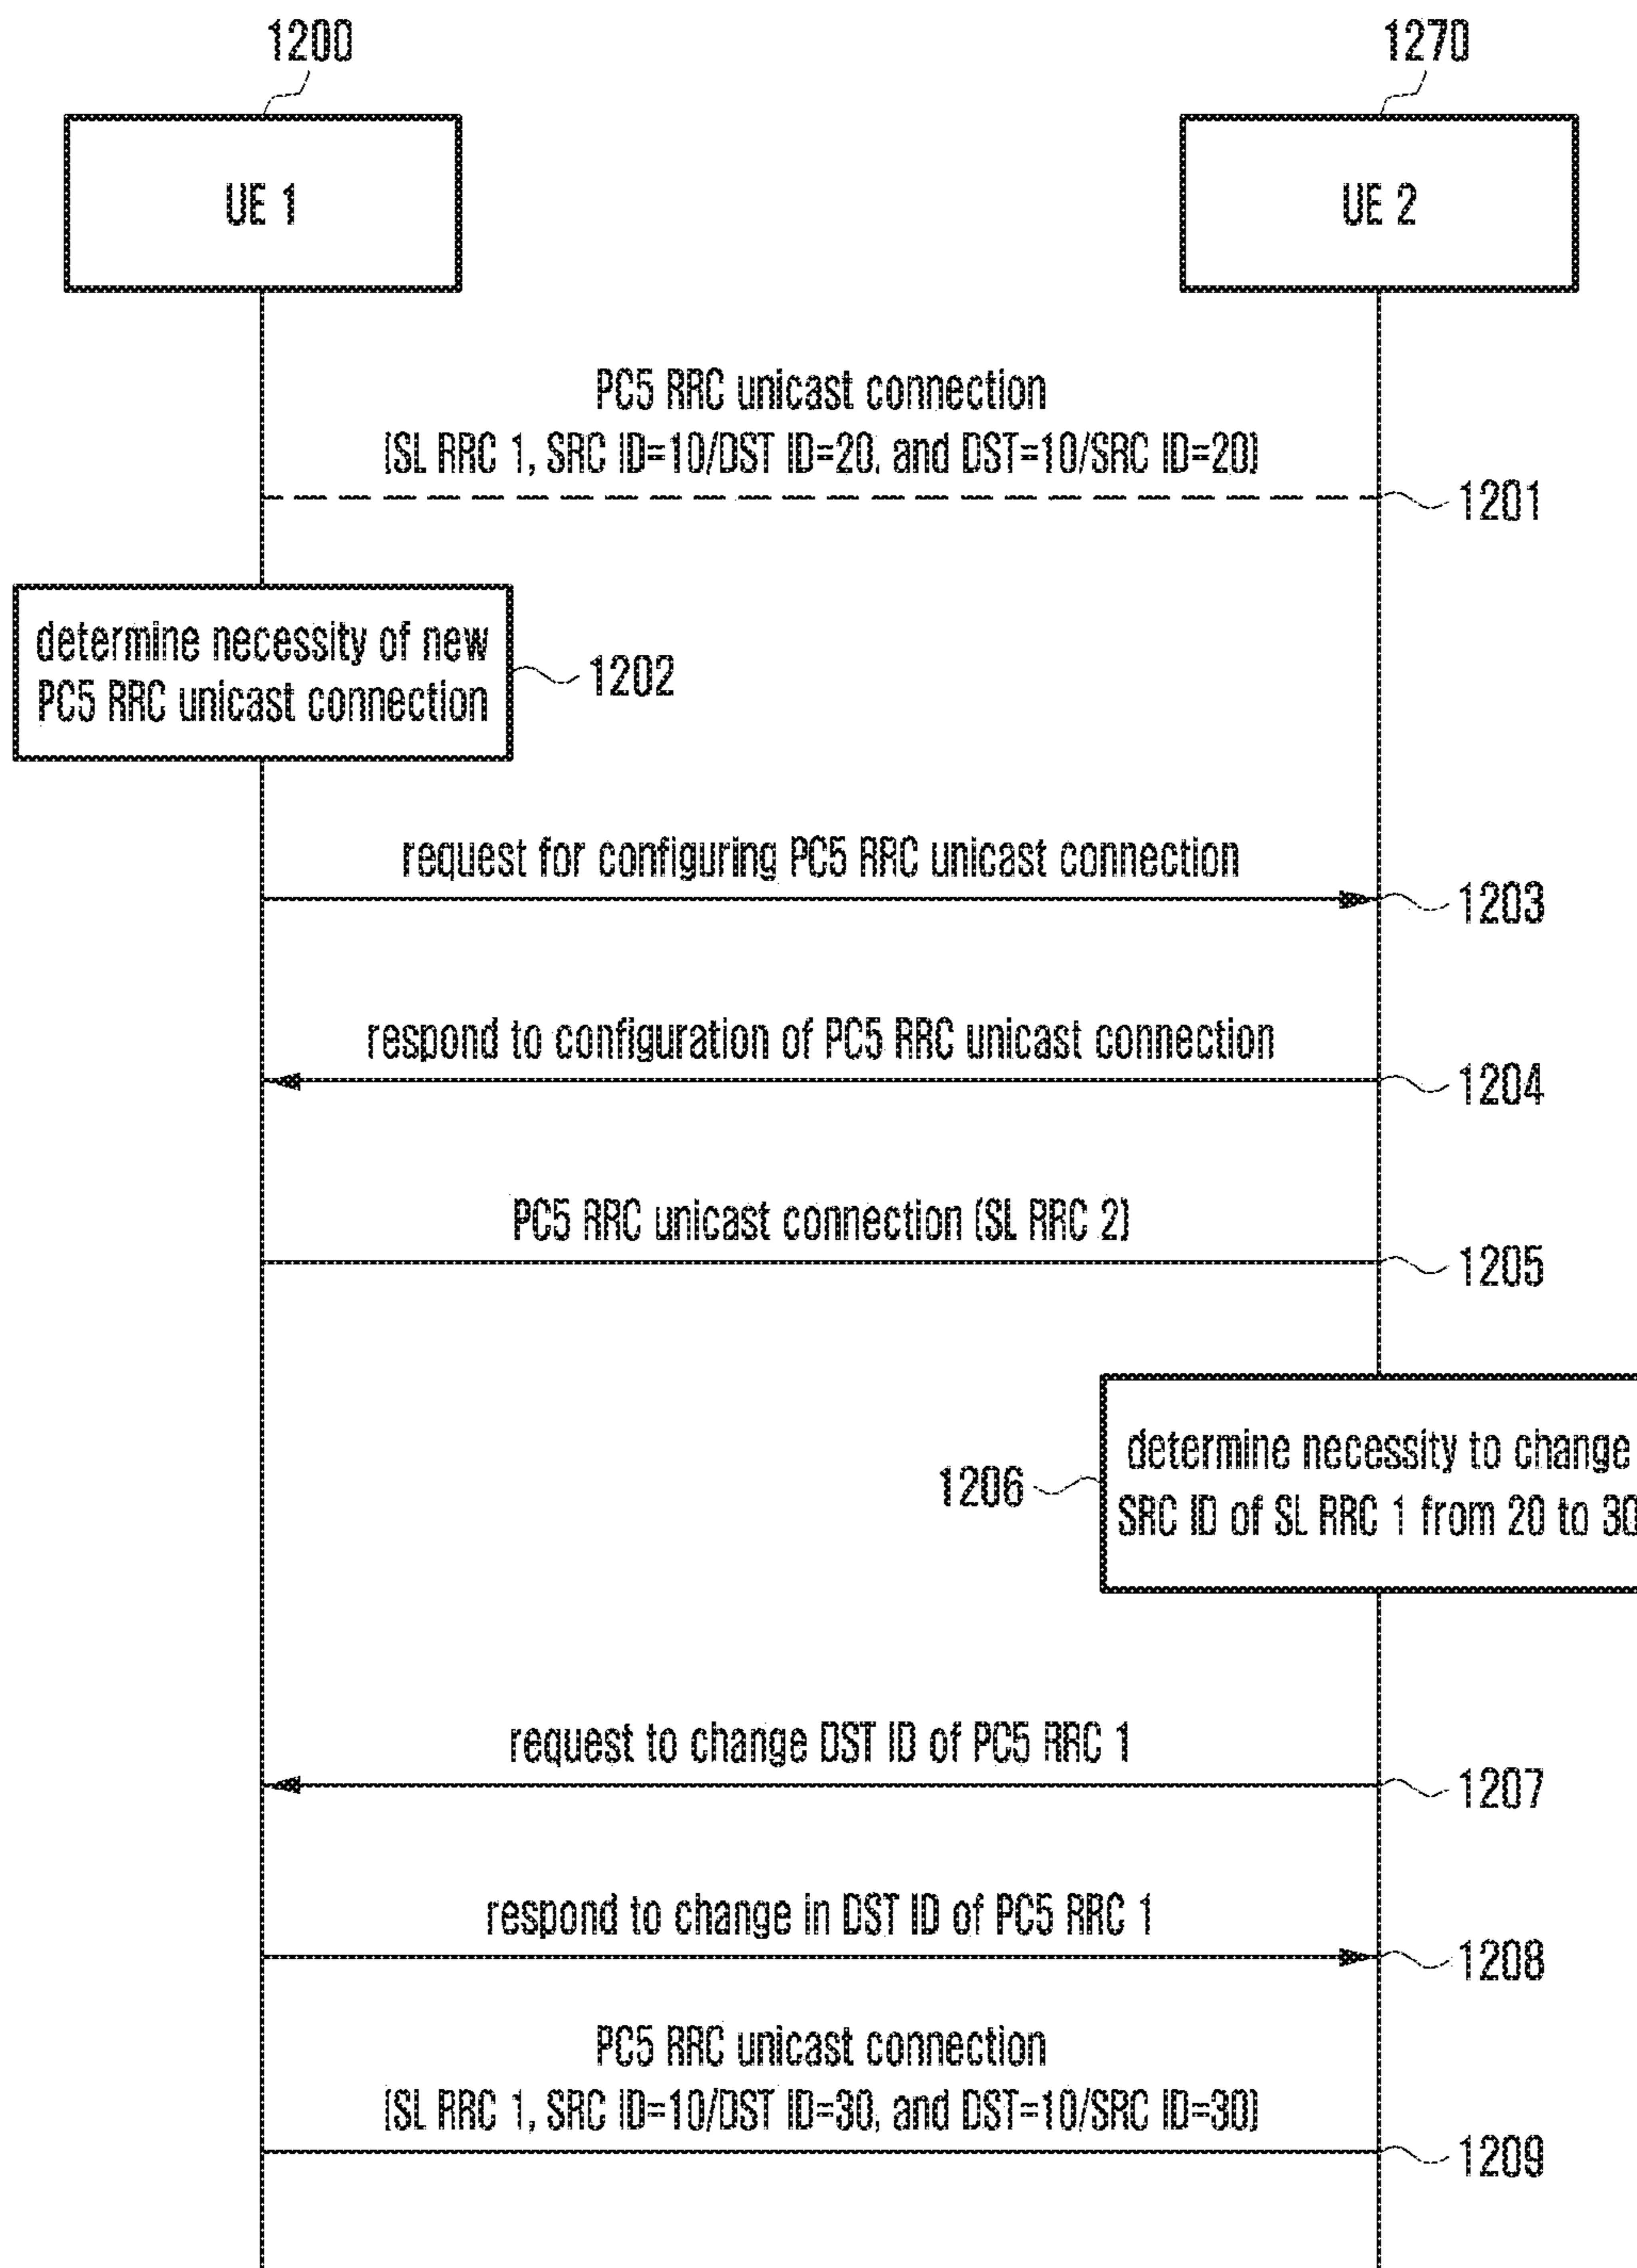 1200
1270
UE 1
UE 2
PC5 RRC unicast connection
[SL RRC 1, SRC ID=10/DST ID=20, and DST=10/SRC ID=20]
1201
determine necessity of new
PC5 RRC unicast connection
1202
request for configuring PC5 RRC unicast connection
1203
respond to configuration of PC5 RRC unicast connection
1204
PC5 RRC unicast connection [SL RRC 2]
1205
determine necessity to change
SRC ID of SL RRC 1 from 20 to 30
1206
request to change DST ID of PC5 RRC 1
1207
respond to change in DST ID of PC5 RRC 1
1208
PC5 RRC unicast connection
[SL RRC 1, SRC ID=10/DST ID=30, and DST=10/SRC ID=30]
1209